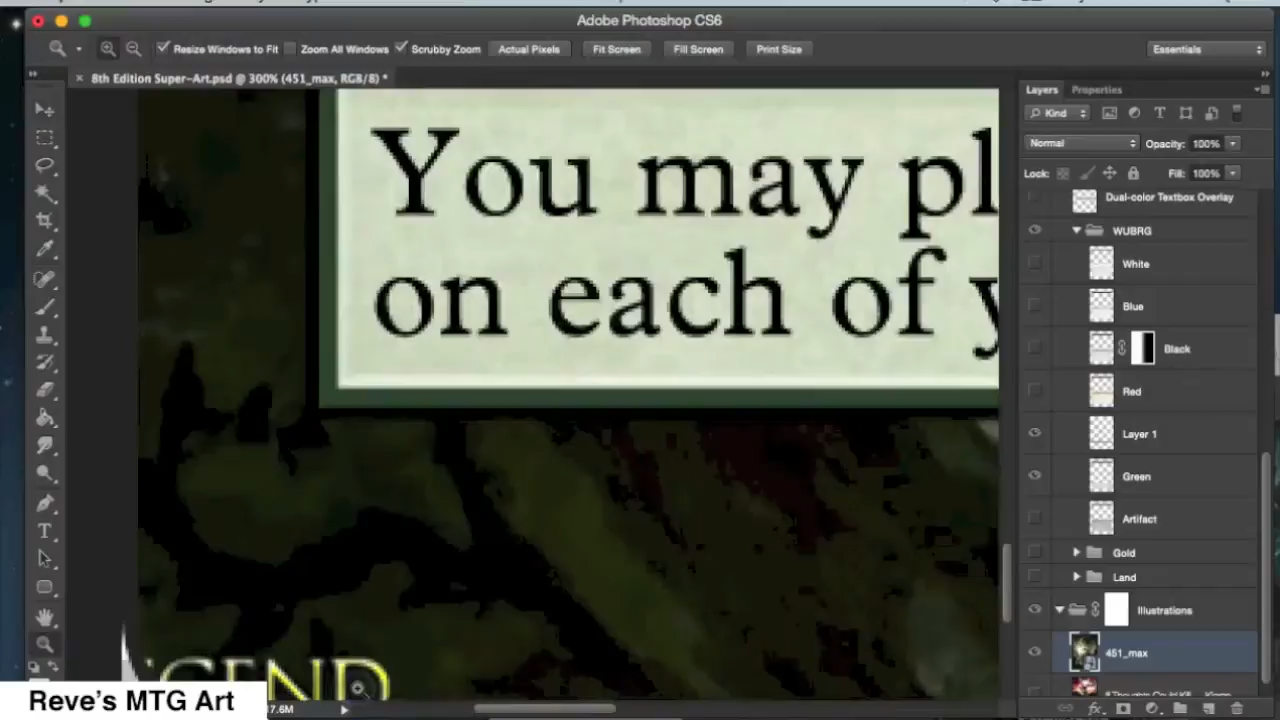 Adobe Photoshop CS6
Resize Windows to Fit Zoom All Windows Scrubby Zoom Actual Pixels Fit Screen Fill Screen Print Size Essentials
8th Edition Super-Art.psd @ 300% (451_max, RGB/8) *
Layers Properties
Kind
Normal Opacity: 100%
Lock: Fill: 100%
Dual-color Textbox Overlay
WUBRG
White
Blue
Black
Red
Layer 1
Green
Artifact
Gold
Land
Illustrations
451_max
You may pl
on each of y
GEND
7.6M
Reve's MTG Art